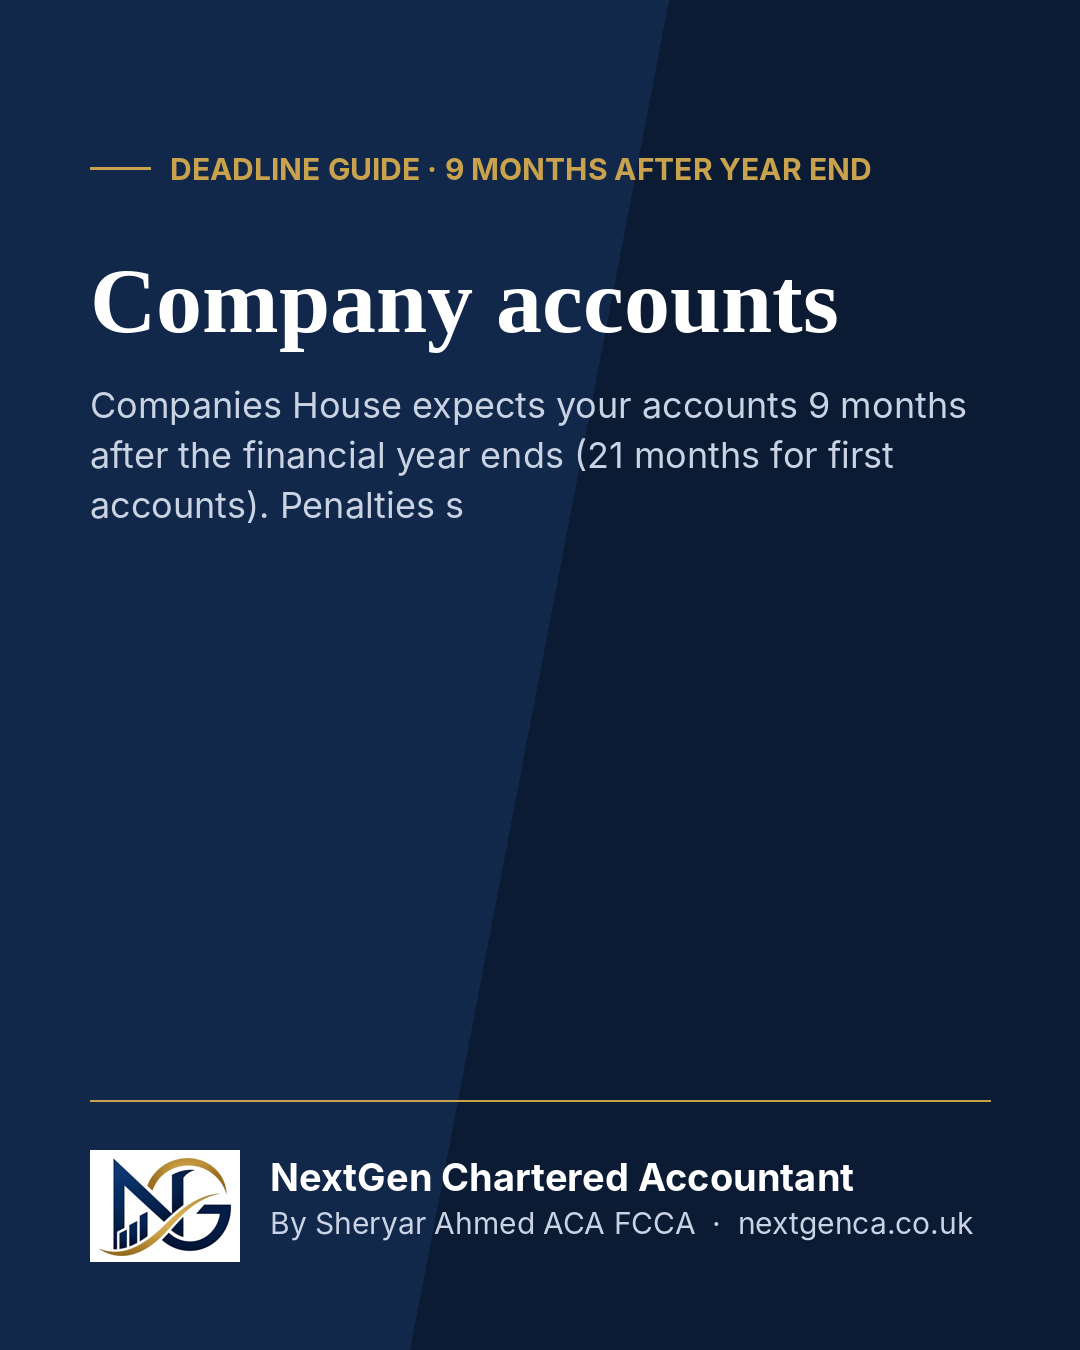 DEADLINE GUIDE · 9 MONTHS AFTER YEAR END
Company accounts
Companies House expects your accounts 9 months
after the financial year ends (21 months for first
accounts). Penalties s
NG
NextGen Chartered Accountant
By Sheryar Ahmed ACA FCCA · nextgenca.co.uk